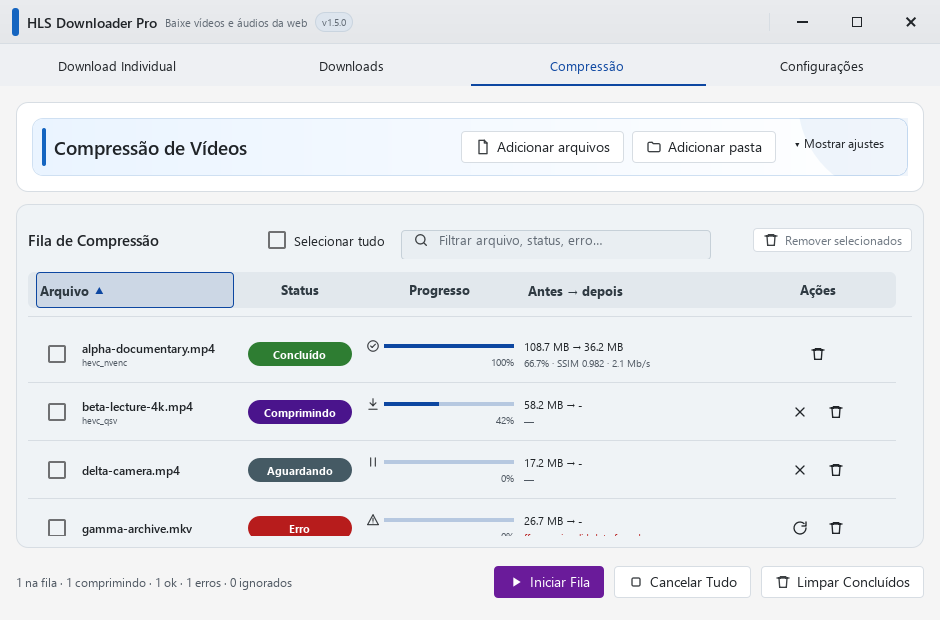 HLS Downloader Pro Baixe vídeos e áudios da web v1.5.0
Download Individual Downloads Compressão Configurações
Compressão de Vídeos Adicionar arquivos Adicionar pasta ▾ Mostrar ajustes
Fila de Compressão Selecionar tudo Filtrar arquivo, status, erro... Remover selecionados
Arquivo ▲ Status Progresso Antes → depois Ações
alpha-documentary.mp4 Concluído 108.7 MB → 36.2 MB
hevc_nvenc 100% 66.7% · SSIM 0.982 · 2.1 Mb/s
beta-lecture-4k.mp4 Comprimindo 58.2 MB → -
hevc_qsv 42% —
delta-camera.mp4 Aguardando 17.2 MB → -
0% —
gamma-archive.mkv Erro 26.7 MB → -
0%
1 na fila · 1 comprimindo · 1 ok · 1 erros · 0 ignorados Iniciar Fila Cancelar Tudo Limpar Concluídos